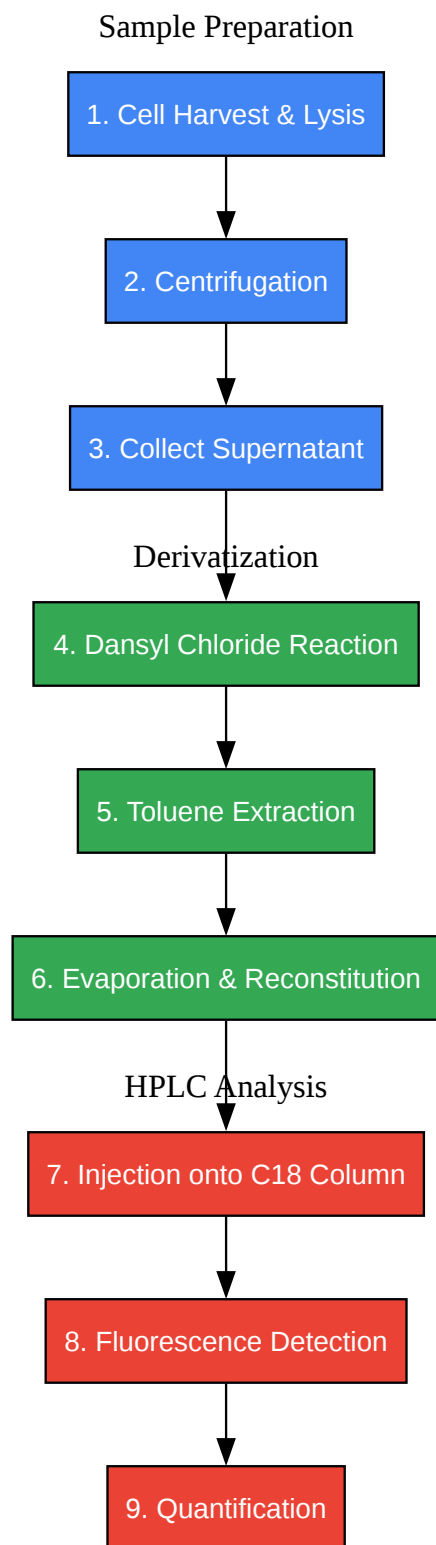 Sample Preparation
1. Cell Harvest & Lysis
2. Centrifugation
3. Collect Supernatant
Derivatization
4. Dansyl Chloride Reaction
5. Toluene Extraction
6. Evaporation & Reconstitution
HPLC Analysis
7. Injection onto C18 Column
8. Fluorescence Detection
9. Quantification